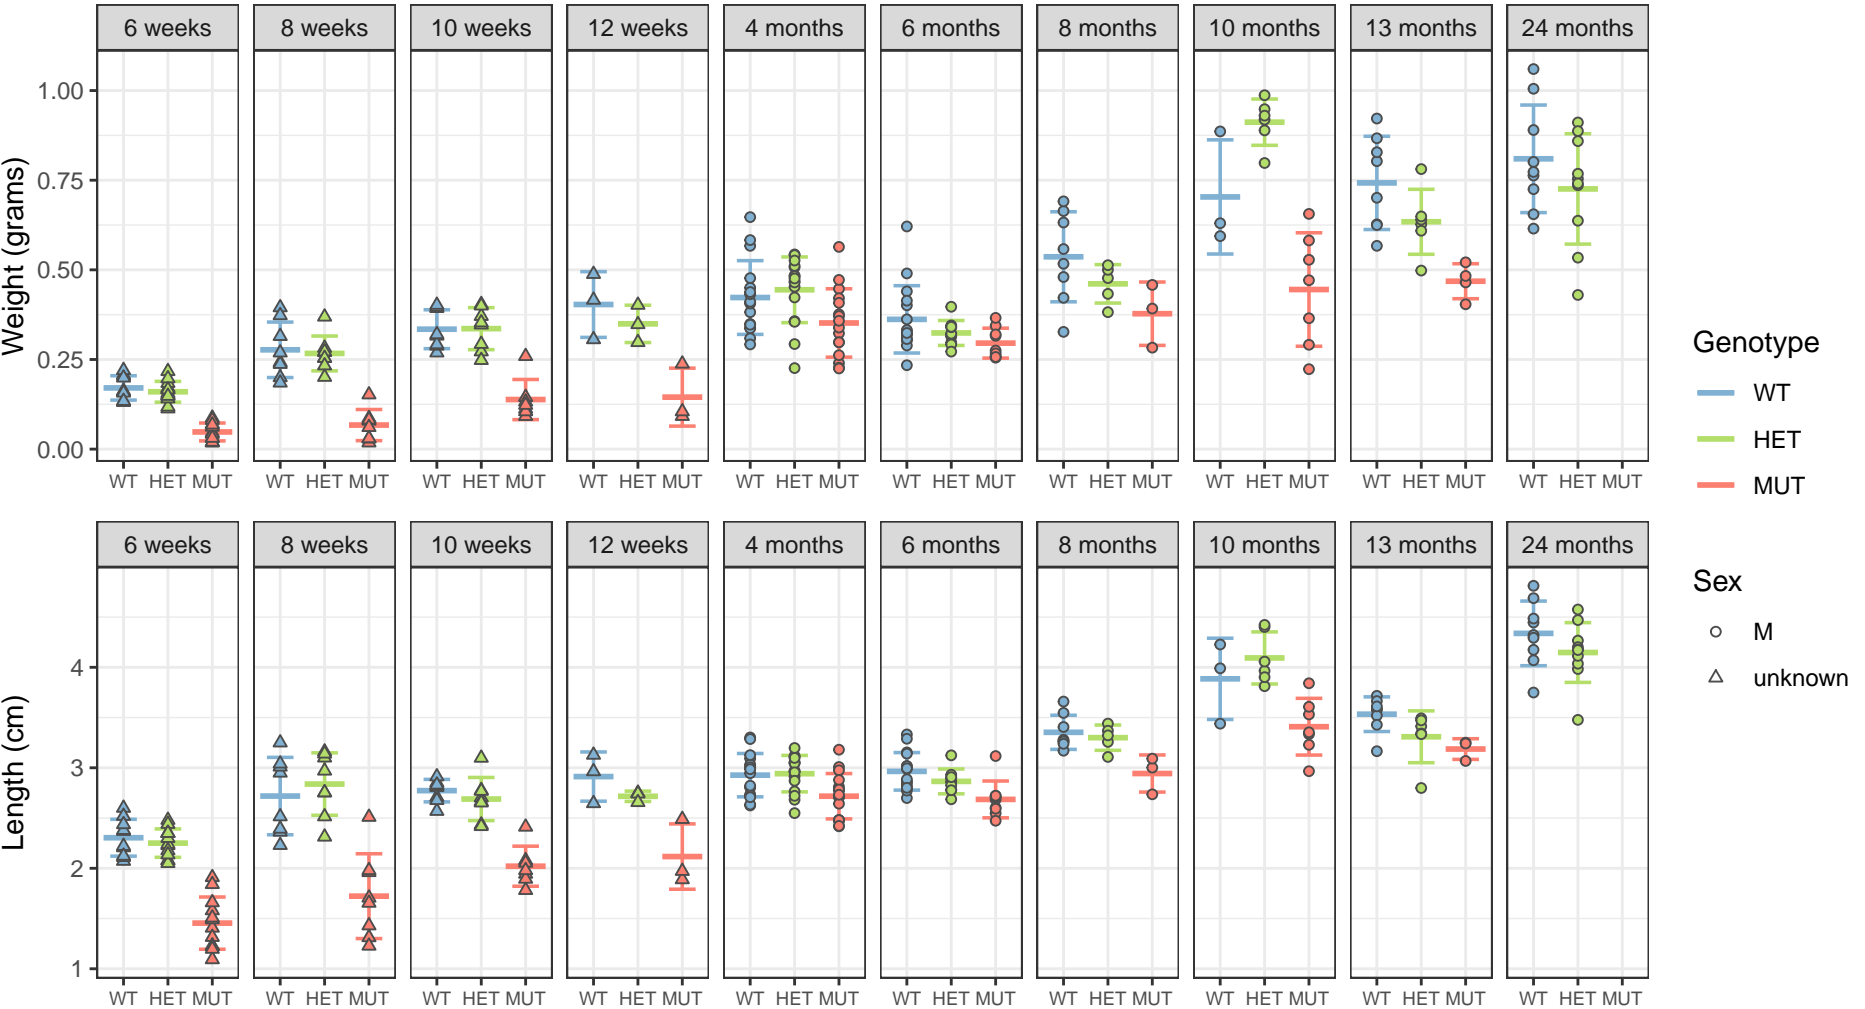 6 weeks 8 weeks 10 weeks 12 weeks 4 months 6 months 8 months 10 months 13 months 24 months
Weight (grams)
1.00
0.75
0.50
0.25
0.00
WT HET MUT WT HET MUT WT HET MUT WT HET MUT WT HET MUT WT HET MUT WT HET MUT WT HET MUT WT HET MUT WT HET MUT
6 weeks 8 weeks 10 weeks 12 weeks 4 months 6 months 8 months 10 months 13 months 24 months
Length (cm)
4
3
2
1
WT HET MUT WT HET MUT WT HET MUT WT HET MUT WT HET MUT WT HET MUT WT HET MUT WT HET MUT WT HET MUT WT HET MUT
Genotype
WT
HET
MUT
Sex
M
unknown